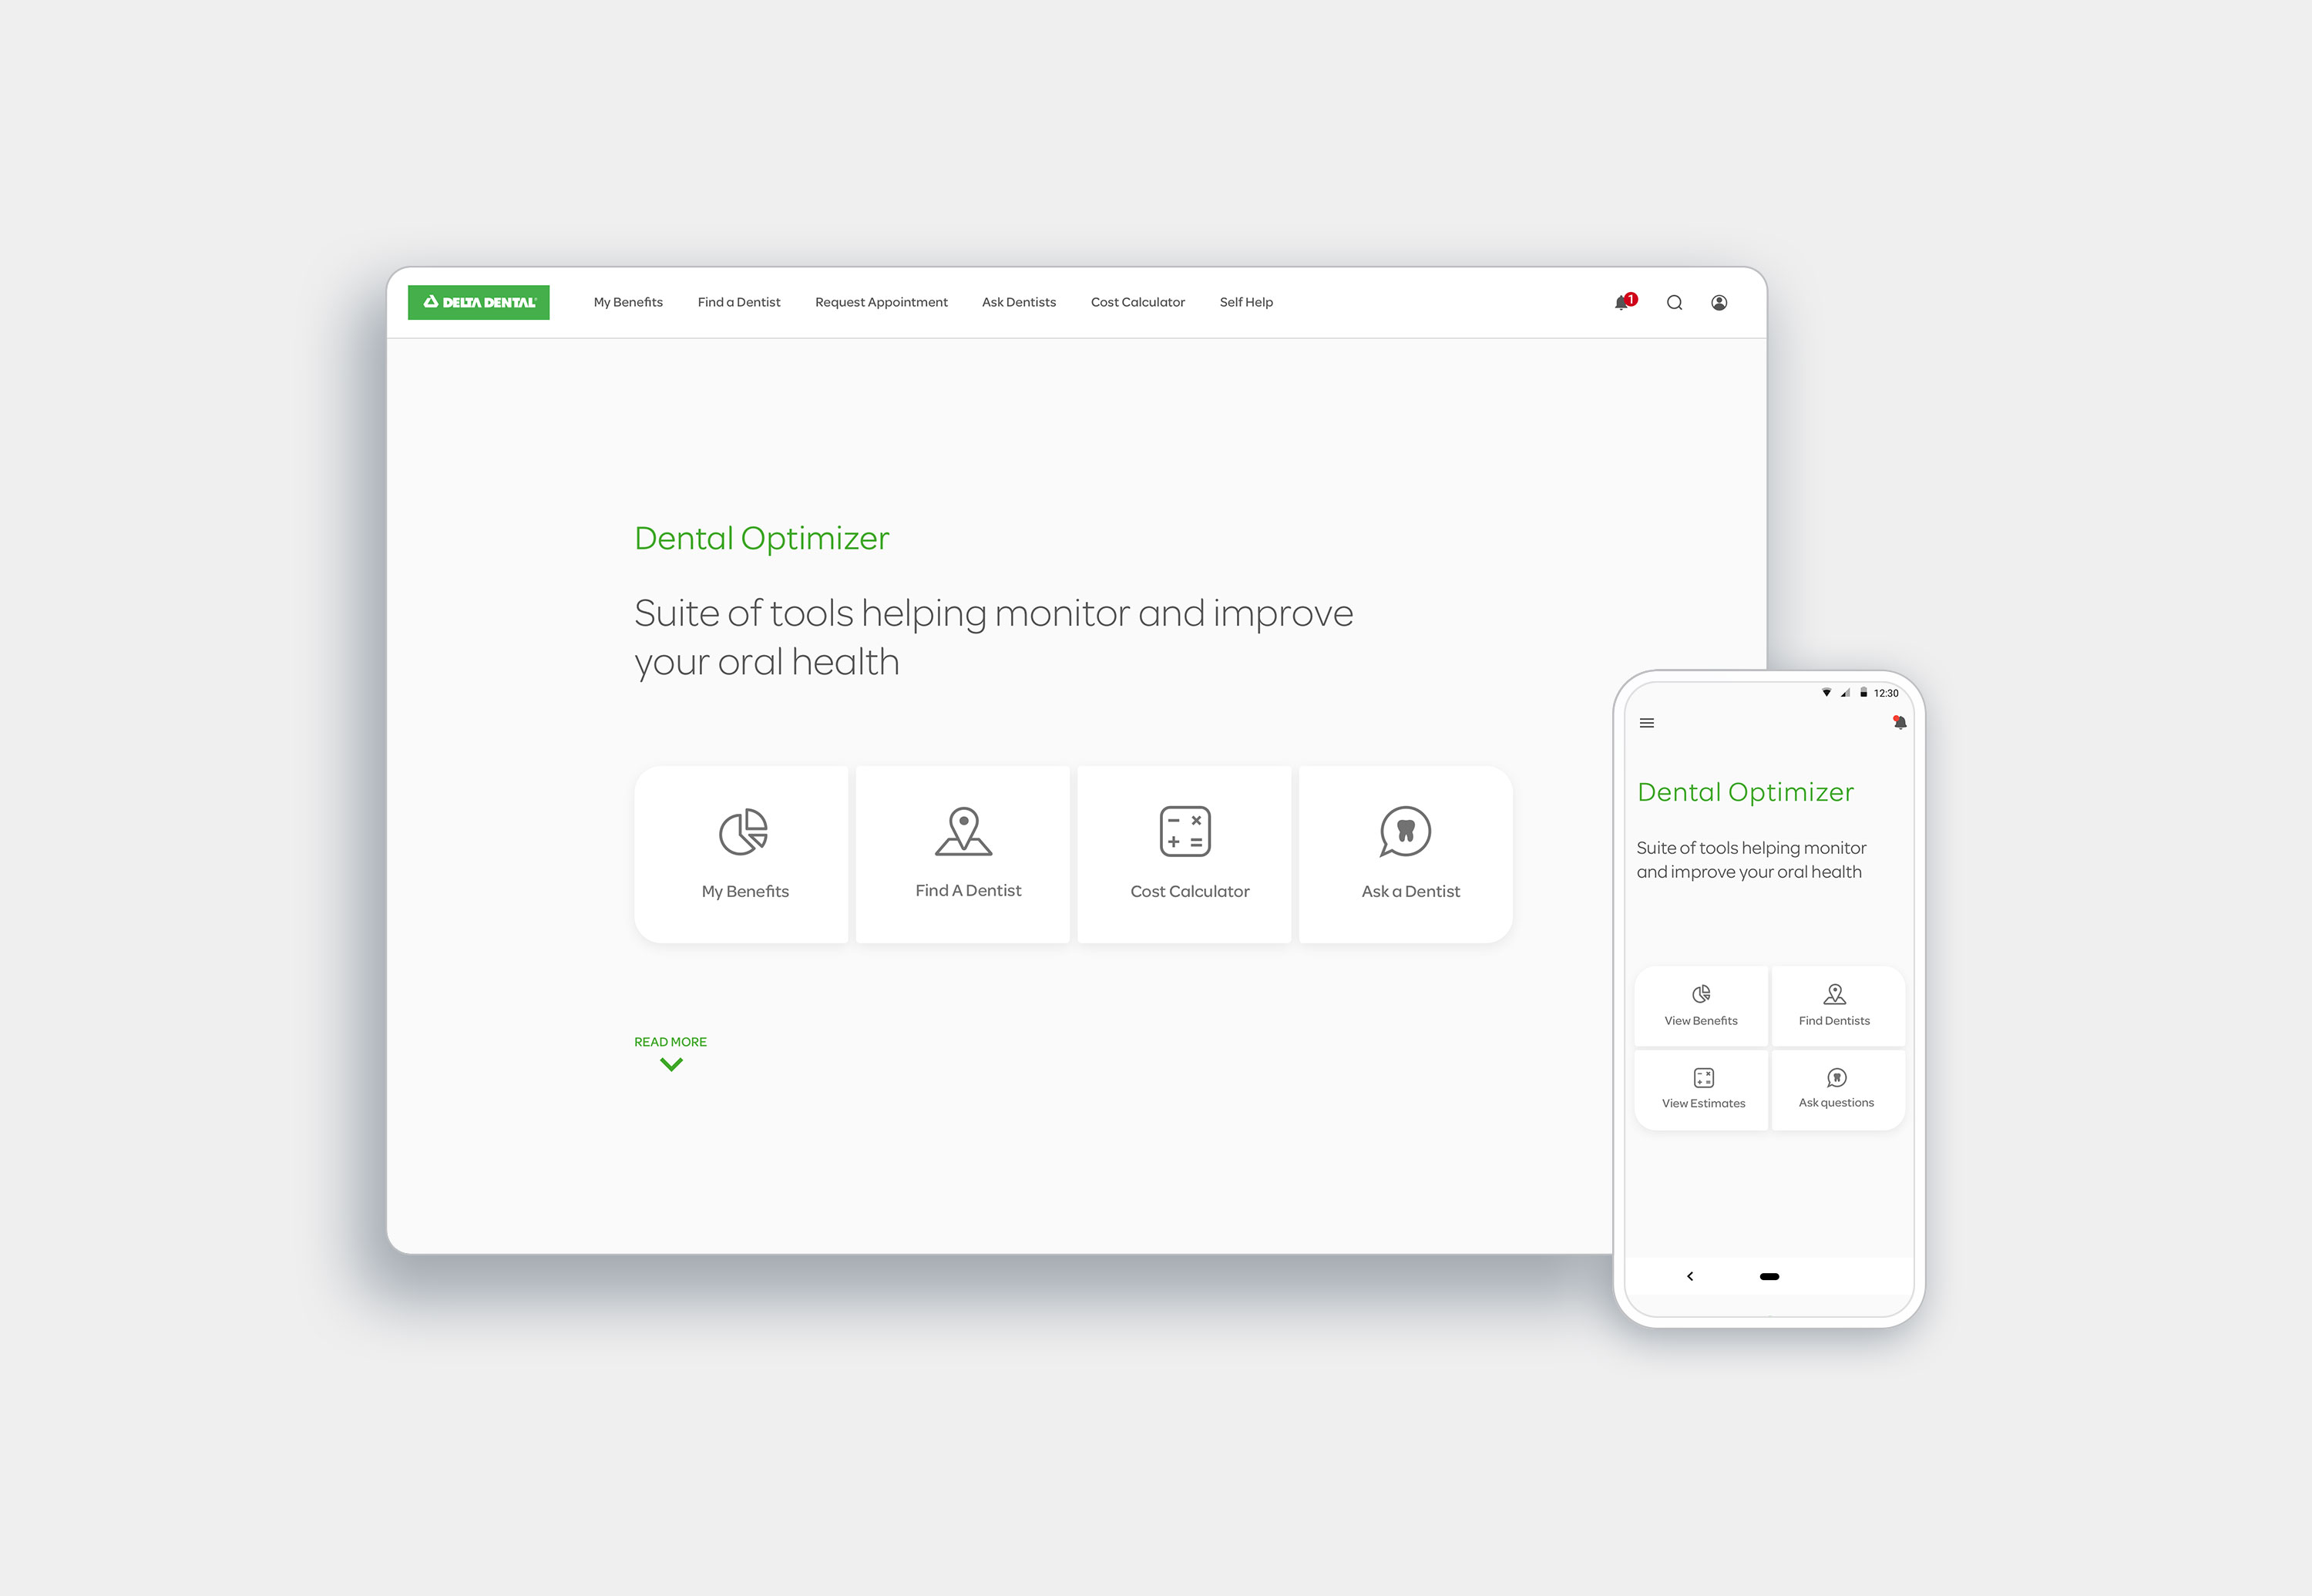 DELTA DENTAL
My Benefits Find a Dentist Request Appointment Ask Dentists Cost Calculator Self Help
1
Dental Optimizer
Suite of tools helping monitor and improve
your oral health
My Benefits
Find A Dentist
Cost Calculator
Ask a Dentist
READ MORE
12:30
Dental Optimizer
Suite of tools helping monitor
and improve your oral health
View Benefits
Find Dentists
View Estimates
Ask questions